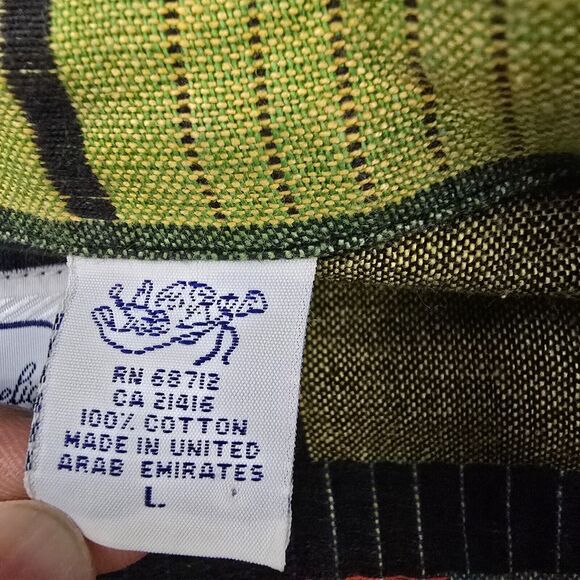 RN 68712
CA 21416
100% COTTON
MADE IN UNITED
ARAB EMIRATES
L